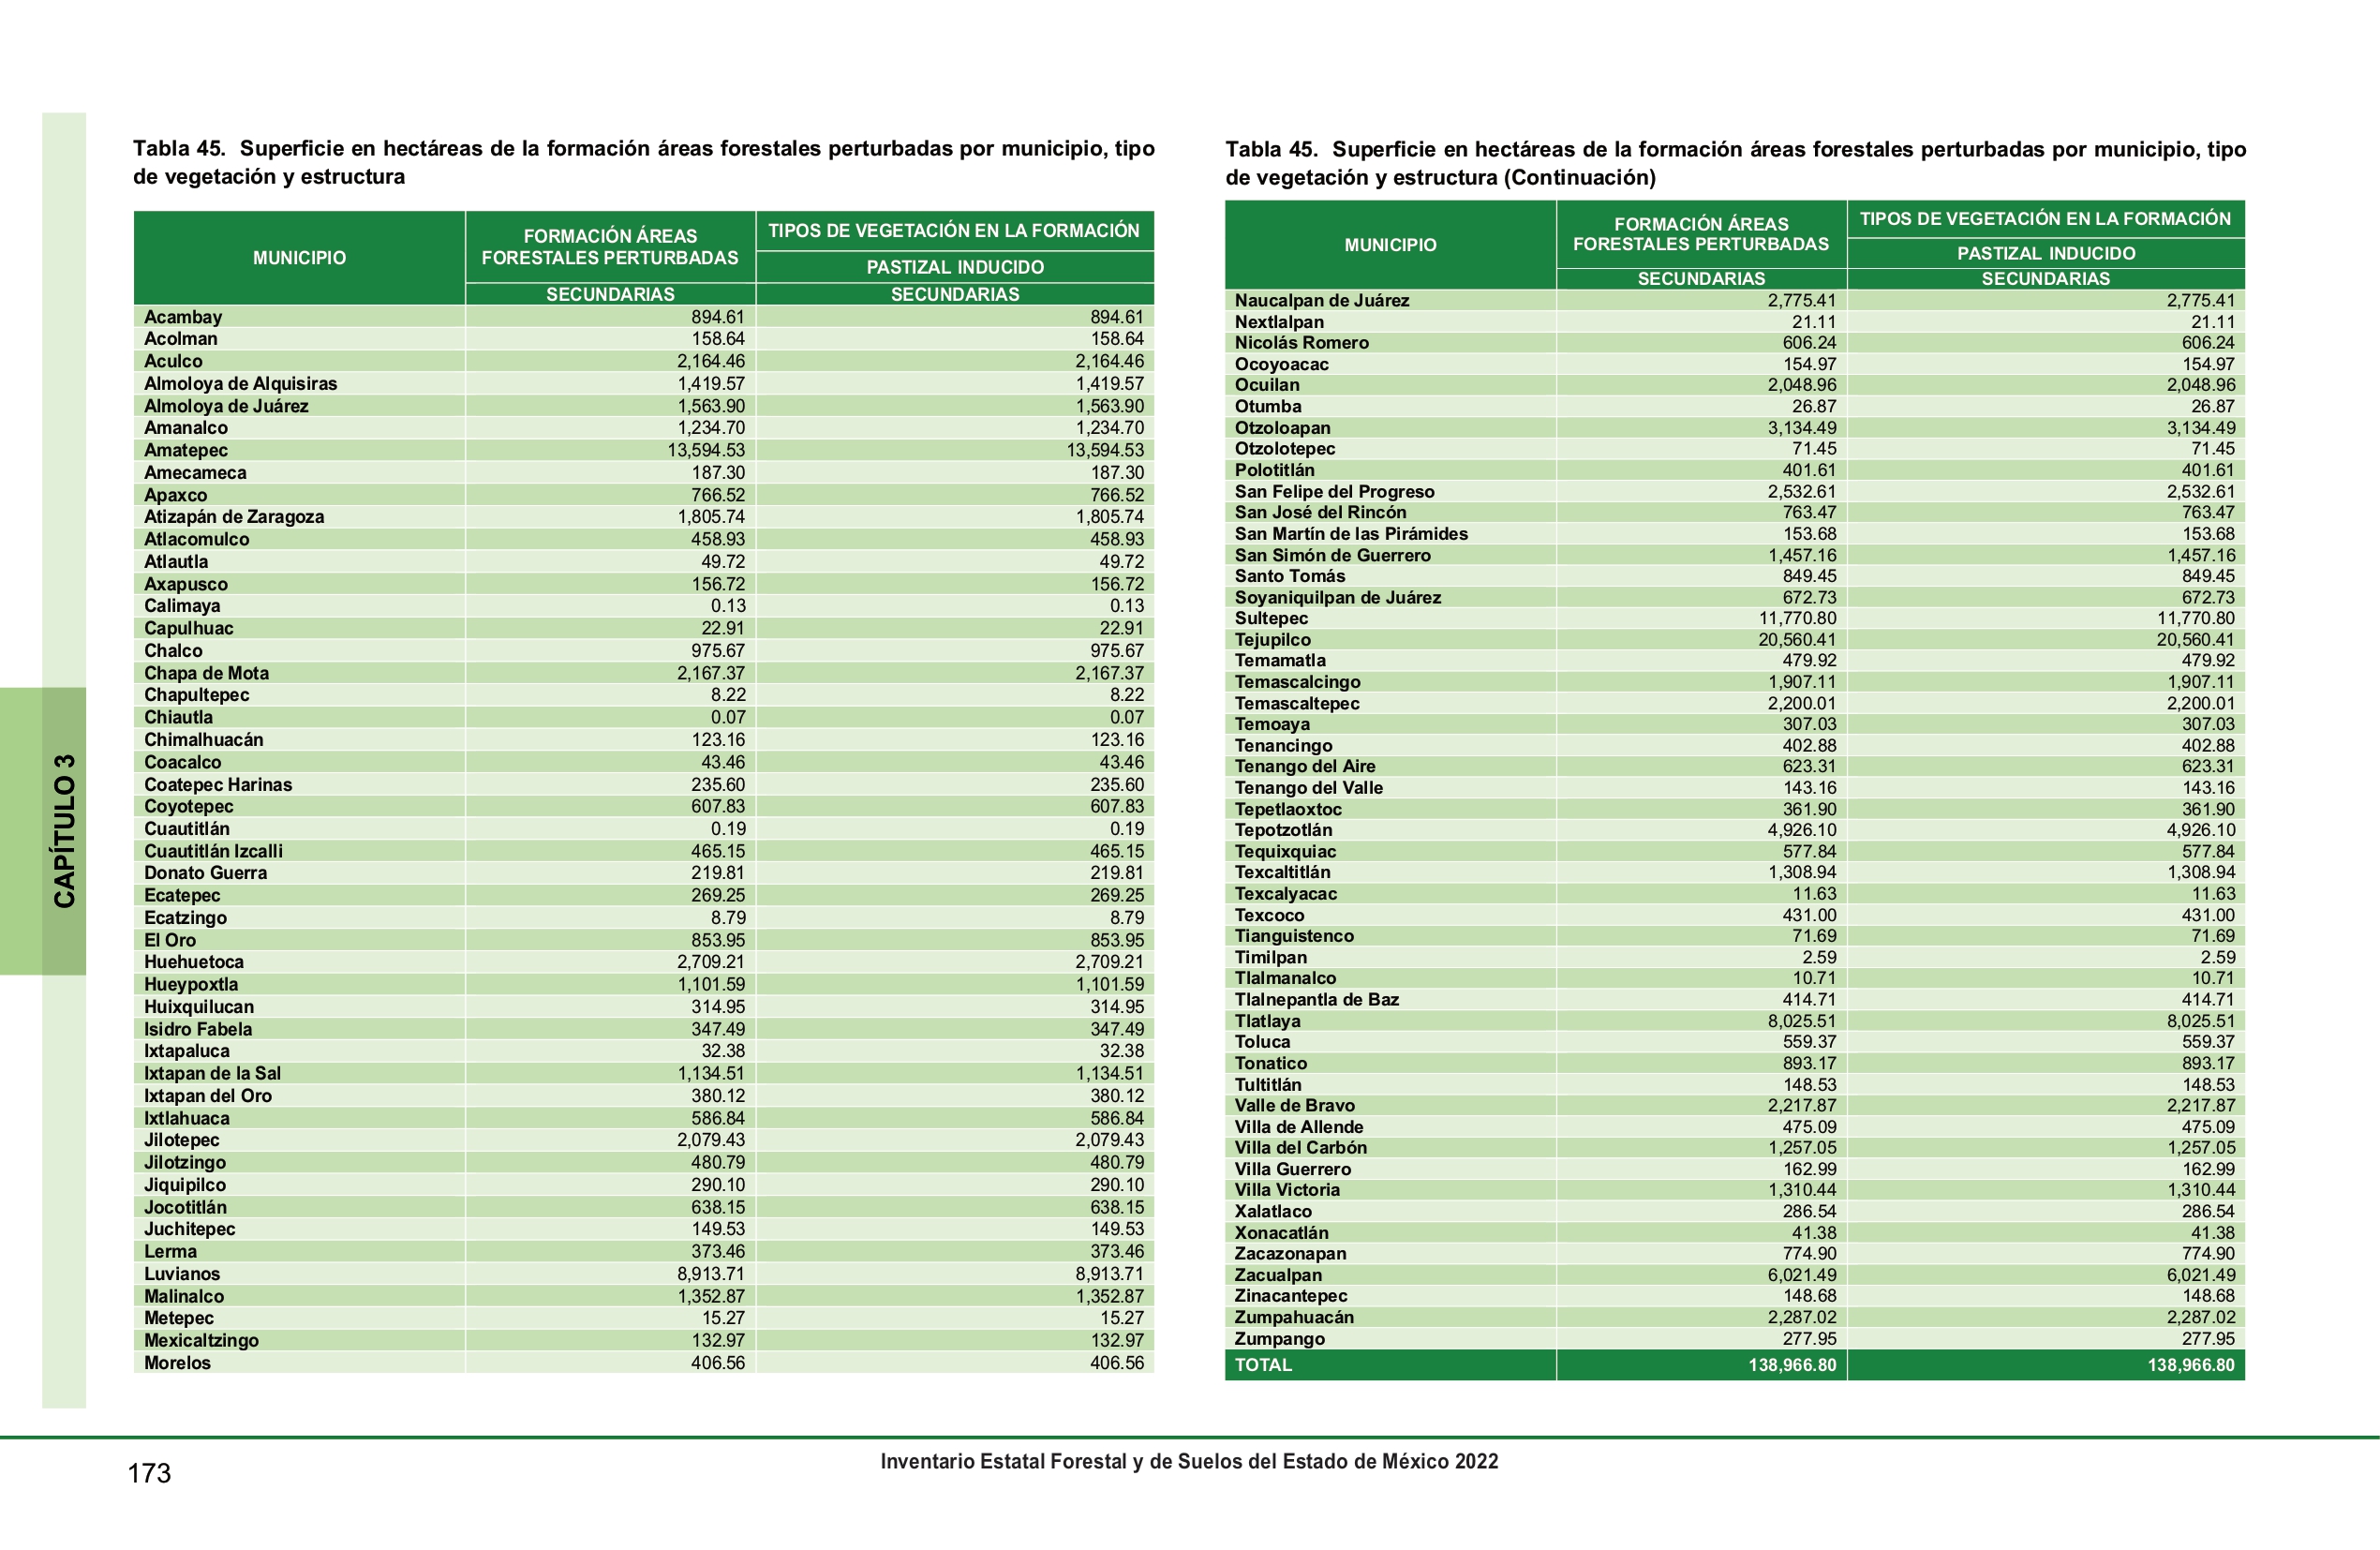 Tabla 45. Superficie en hectáreas de la formación áreas forestales perturbadas por municipio, tipo
de vegetación y estructura
MUNICIPIO
FORMACIÓN ÁREAS
FORESTALES PERTURBADAS
TIPOS DE VEGETACIÓN EN LA FORMACIÓN
PASTIZAL INDUCIDO
SECUNDARIAS SECUNDARIAS
Acambay 894.61 894.61
Acolman 158.64 158.64
Aculco 2,164.46 2,164.46
Almoloya de Alquisiras 1,419.57 1,419.57
Almoloya de Juárez 1,563.90 1,563.90
Amanalco 1,234.70 1,234.70
Amatepec 13,594.53 13,594.53
Amecameca 187.30 187.30
Apaxco 766.52 766.52
Atizapán de Zaragoza 1,805.74 1,805.74
Atlacomulco 458.93 458.93
Atlautla 49.72 49.72
Axapusco 156.72 156.72
Calimaya 0.13 0.13
Capulhuac 22.91 22.91
Chalco 975.67 975.67
Chapa de Mota 2,167.37 2,167.37
Chapultepec 8.22 8.22
Chiautla 0.07 0.07
Chimalhuacán 123.16 123.16
Coacalco 43.46 43.46
Coatepec Harinas 235.60 235.60
Coyotepec 607.83 607.83
Cuautitlán 0.19 0.19
Cuautitlán Izcalli 465.15 465.15
Donato Guerra 219.81 219.81
Ecatepec 269.25 269.25
Ecatzingo 8.79 8.79
El Oro 853.95 853.95
Huehuetoca 2,709.21 2,709.21
Hueypoxtla 1,101.59 1,101.59
Huixquilucan 314.95 314.95
Isidro Fabela 347.49 347.49
Ixtapaluca 32.38 32.38
Ixtapan de la Sal 1,134.51 1,134.51
Ixtapan del Oro 380.12 380.12
Ixtlahuaca 586.84 586.84
Jilotepec 2,079.43 2,079.43
Jilotzingo 480.79 480.79
Jiquipilco 290.10 290.10
Jocotitlán 638.15 638.15
Juchitepec 149.53 149.53
Lerma 373.46 373.46
Luvianos 8,913.71 8,913.71
Malinalco 1,352.87 1,352.87
Metepec 15.27 15.27
Mexicaltzingo 132.97 132.97
Morelos 406.56 406.56
Tabla 45. Superficie en hectáreas de la formación áreas forestales perturbadas por municipio, tipo
de vegetación y estructura (Continuación)
MUNICIPIO
FORMACIÓN ÁREAS
FORESTALES PERTURBADAS
TIPOS DE VEGETACIÓN EN LA FORMACIÓN
PASTIZAL INDUCIDO
SECUNDARIAS SECUNDARIAS
Naucalpan de Juárez 2,775.41 2,775.41
Nextlalpan 21.11 21.11
Nicolás Romero 606.24 606.24
Ocoyoacac 154.97 154.97
Ocuilan 2,048.96 2,048.96
Otumba 26.87 26.87
Otzoloapan 3,134.49 3,134.49
Otzolotepec 71.45 71.45
Polotitlán 401.61 401.61
San Felipe del Progreso 2,532.61 2,532.61
San José del Rincón 763.47 763.47
San Martín de las Pirámides 153.68 153.68
San Simón de Guerrero 1,457.16 1,457.16
Santo Tomás 849.45 849.45
Soyaniquilpan de Juárez 672.73 672.73
Sultepec 11,770.80 11,770.80
Tejupilco 20,560.41 20,560.41
Temamatla 479.92 479.92
Temascalcingo 1,907.11 1,907.11
Temascaltepec 2,200.01 2,200.01
Temoaya 307.03 307.03
Tenancingo 402.88 402.88
Tenango del Aire 623.31 623.31
Tenango del Valle 143.16 143.16
Tepetlaoxtoc 361.90 361.90
Tepotzotlán 4,926.10 4,926.10
Tequixquiac 577.84 577.84
Texcaltitlán 1,308.94 1,308.94
Texcalyacac 11.63 11.63
Texcoco 431.00 431.00
Tianguistenco 71.69 71.69
Timilpan 2.59 2.59
Tlalmanalco 10.71 10.71
Tlalnepantla de Baz 414.71 414.71
Tlatlaya 8,025.51 8,025.51
Toluca 559.37 559.37
Tonatico 893.17 893.17
Tultitlán 148.53 148.53
Valle de Bravo 2,217.87 2,217.87
Villa de Allende 475.09 475.09
Villa del Carbón 1,257.05 1,257.05
Villa Guerrero 162.99 162.99
Villa Victoria 1,310.44 1,310.44
Xalatlaco 286.54 286.54
Xonacatlán 41.38 41.38
Zacazonapan 774.90 774.90
Zacualpan 6,021.49 6,021.49
Zinacantepec 148.68 148.68
Zumpahuacán 2,287.02 2,287.02
Zumpango 277.95 277.95
TOTAL 138,966.80 138,966.80
CAPÍTULO 3
173
Inventario Estatal Forestal y de Suelos del Estado de México 2022